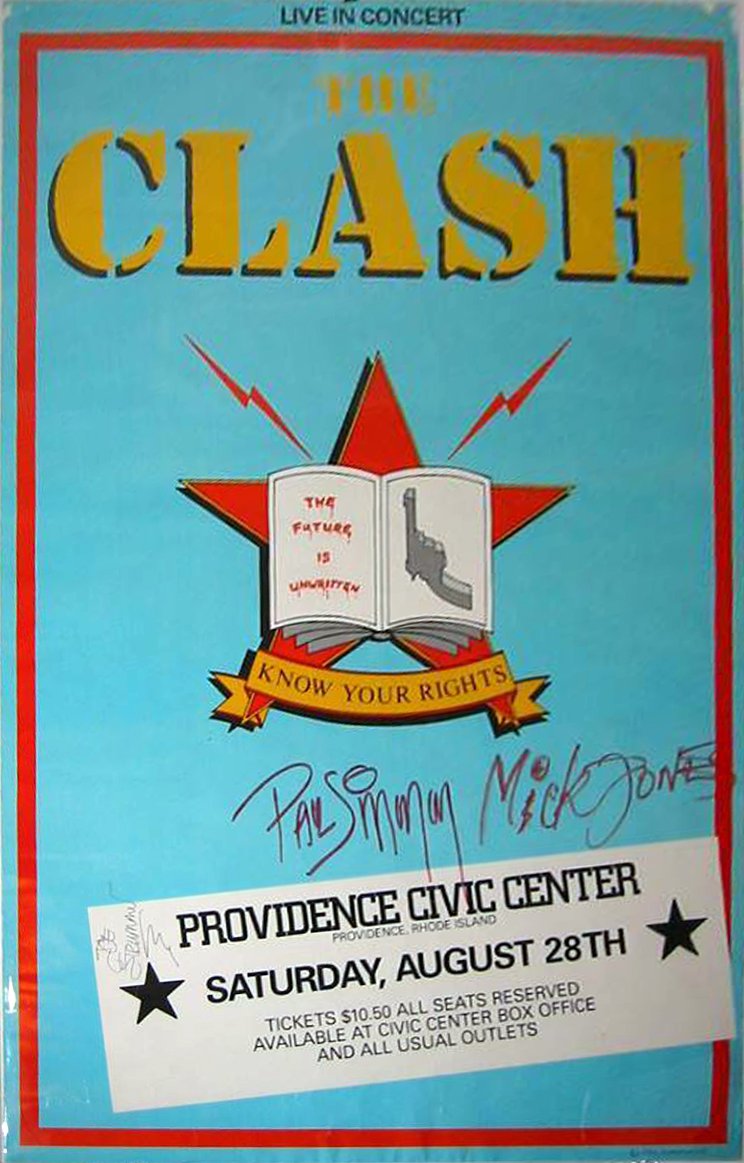 LIVE IN CONCERT
THE
CLASH
THE
FUTURE
IS
UNWRITTEN
KNOW YOUR RIGHTS
PAUL SIMONON
MICK JONES
JOE
STRUMMER
PROVIDENCE CIVIC CENTER
PROVIDENCE, RHODE ISLAND
SATURDAY, AUGUST 28TH
TICKETS $10.50 ALL SEATS RESERVED
AVAILABLE AT CIVIC CENTER BOX OFFICE
AND ALL USUAL OUTLETS